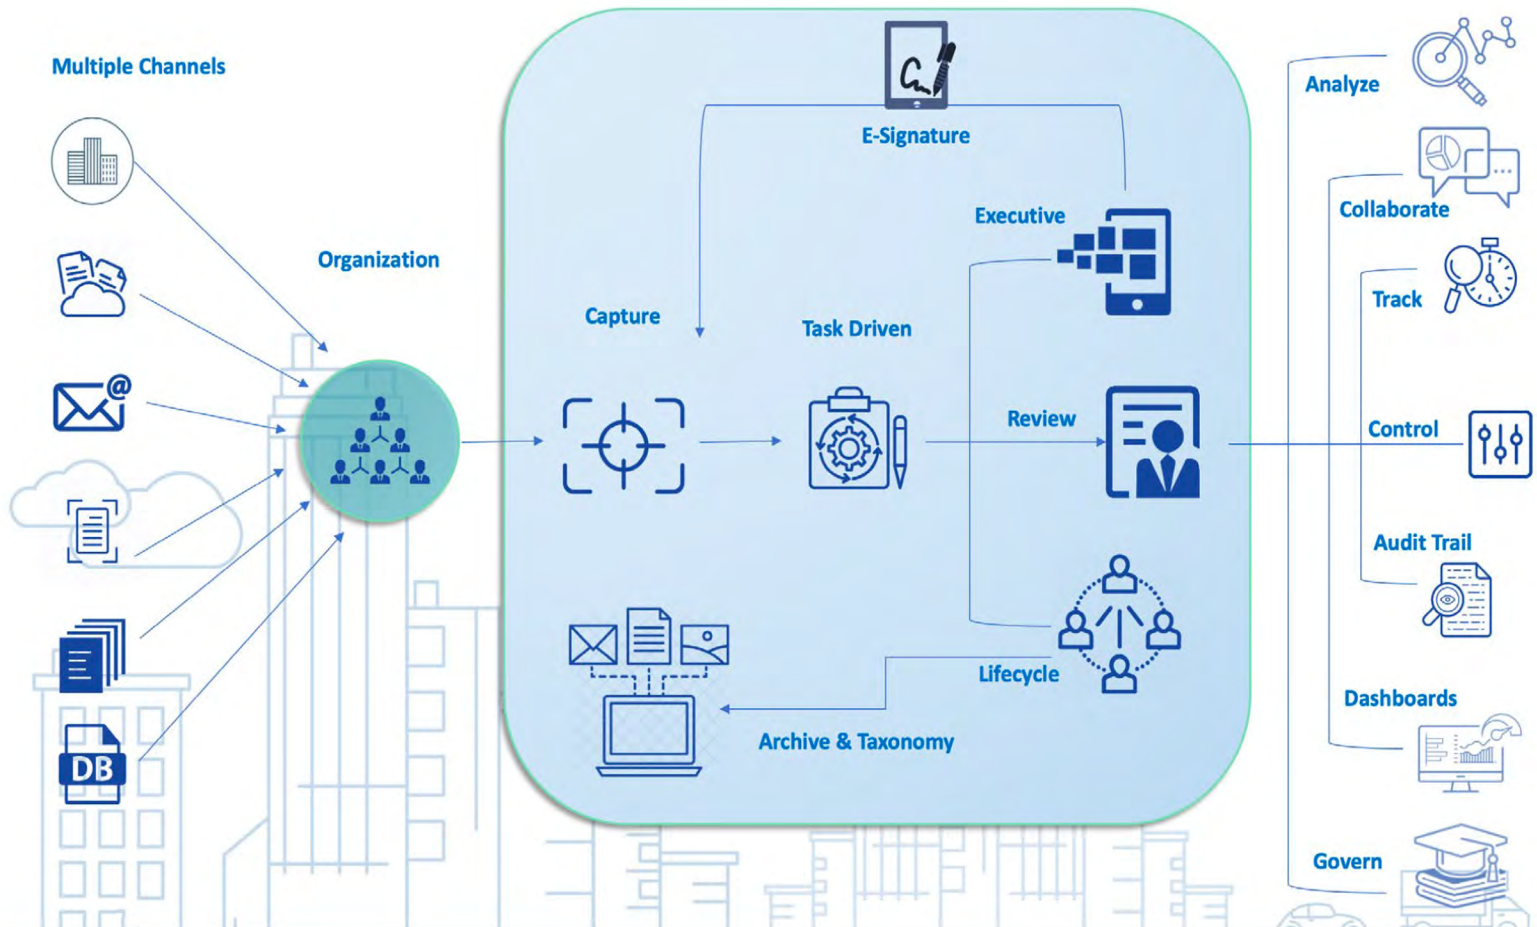 Multiple Channels
Organization
@
DB
E-Signature
Executive
Capture
Task Driven
Review
Lifecycle
Archive & Taxonomy
Analyze
Collaborate
Track
Control
Audit Trail
Dashboards
Govern